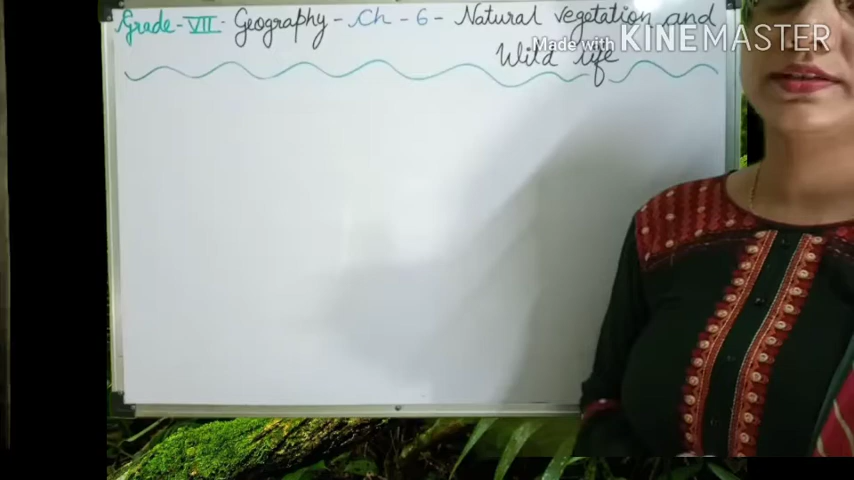 Grade - VII - Geography - Ch - 6 - Natural vegetation and
Wild life
Made with KINEMASTER